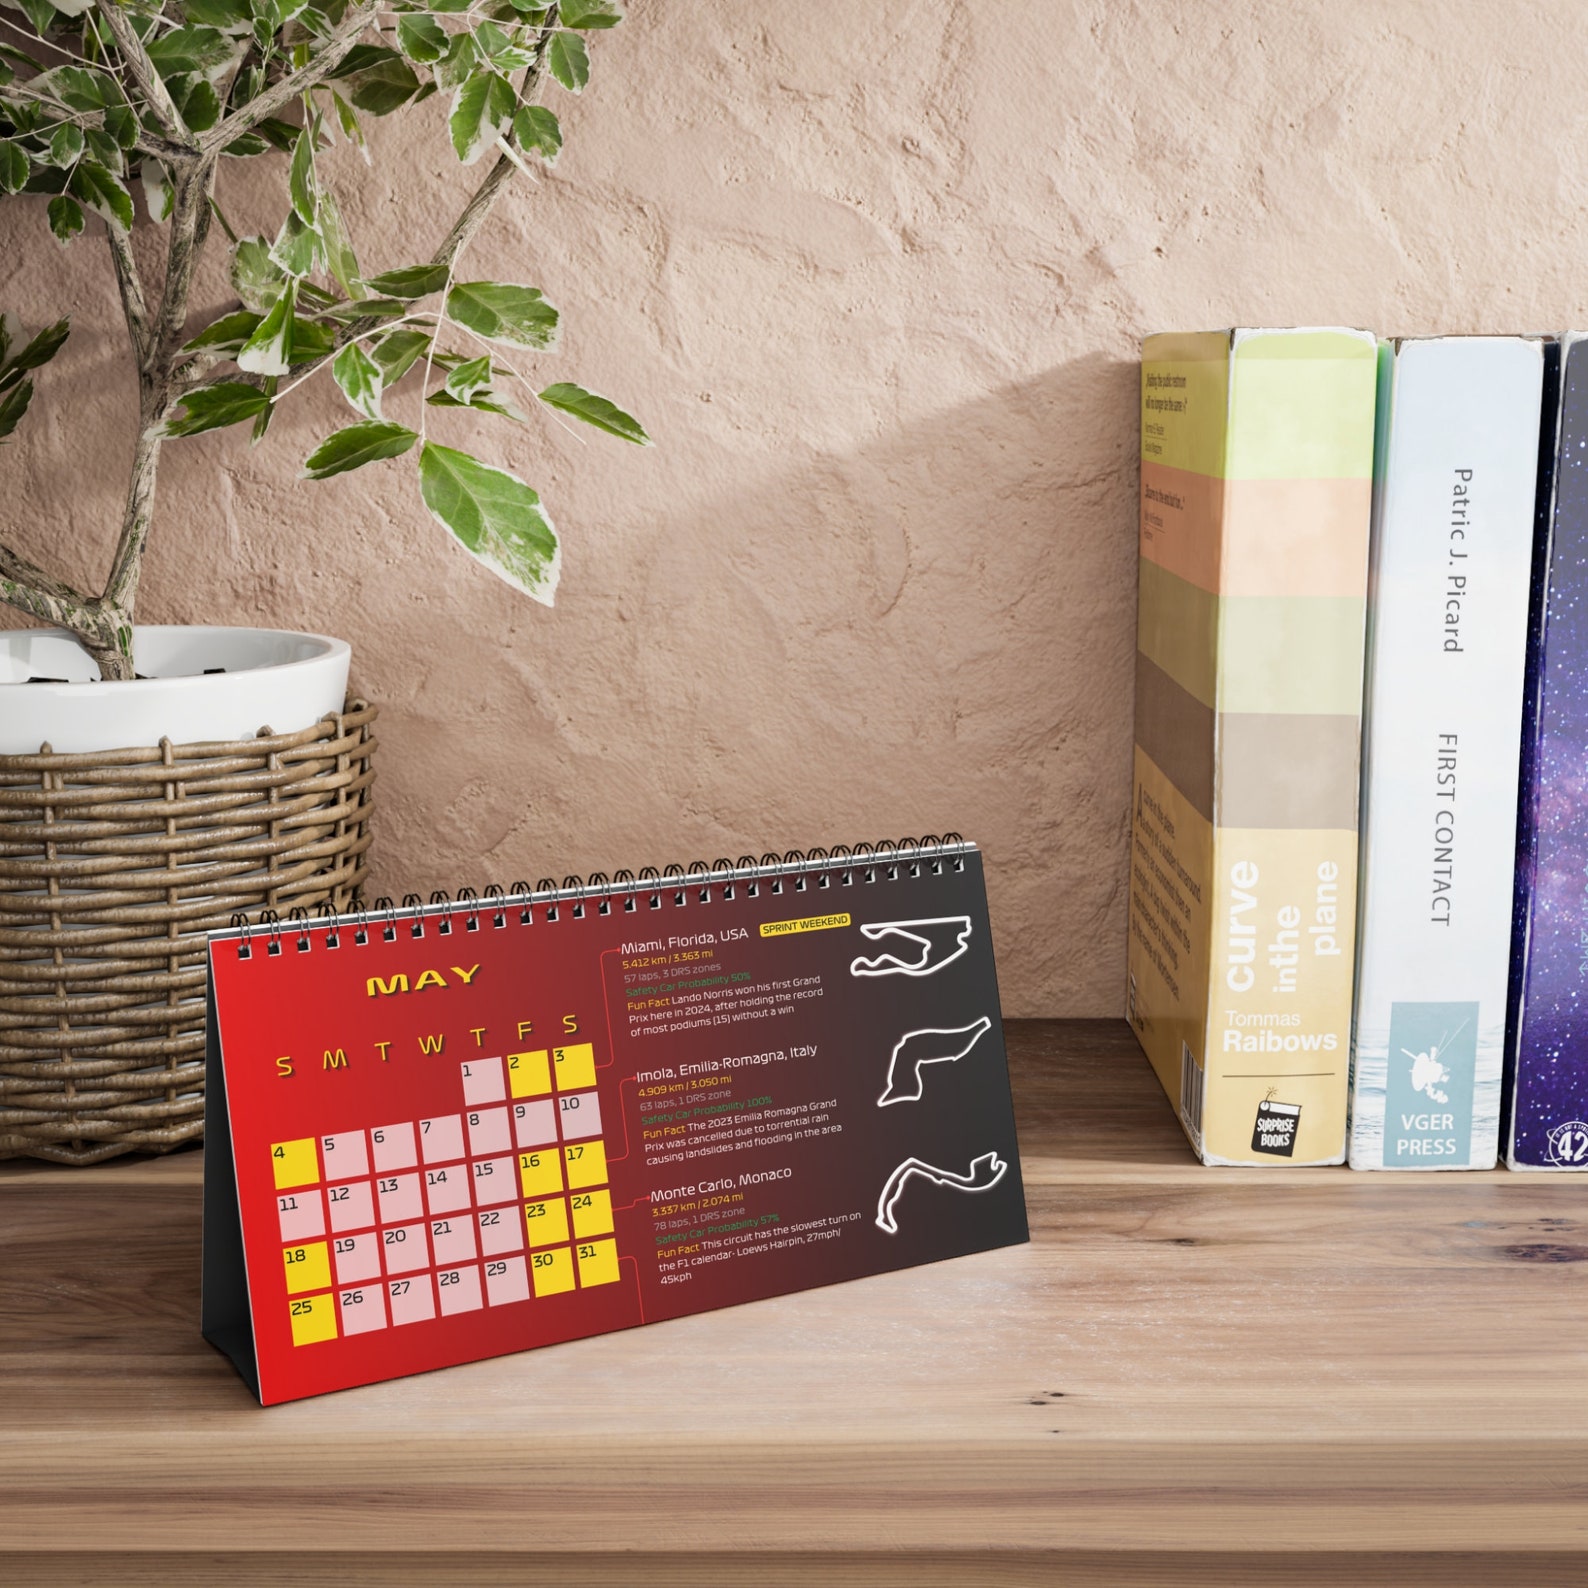 MAY
S M T W T F S
1 2 3
4 5 6 7 8 9 10
11 12 13 14 15 16 17
18 19 20 21 22 23 24
25 26 27 28 29 30 31
Miami, Florida, USA SPRINT WEEKEND
5.412 km / 3.363 mi
57 laps, 3 DRS zones
Safety Car Probability 50%
Fun Fact Lando Norris won his first Grand
Prix here in 2024, after holding the record
of most podiums (15) without a win
Imola, Emilia-Romagna, Italy
4.909 km / 3.050 mi
63 laps, 1 DRS zone
Safety Car Probability 100%
Fun Fact The 2023 Emilia Romagna Grand
Prix was cancelled due to torrential rain
causing landslides and flooding in the area
Monte Carlo, Monaco
3.337 km / 2.074 mi
78 laps, 1 DRS zone
Safety Car Probability 57%
Fun Fact This circuit has the slowest turn on
the F1 calendar- Loews Hairpin, 27mph/
45kph
curve
inthe
plane
Tommas
Raibows
SURPRISE
BOOKS
Patric J. Picard FIRST CONTACT
VGER
PRESS
42